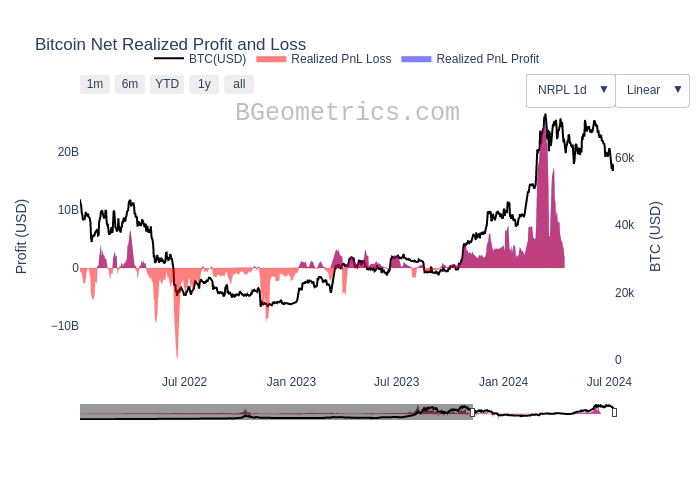 Bitcoin Net Realized Profit and Loss
BTC(USD) Realized PnL Loss Realized PnL Profit
1m 6m YTD 1y all
NRPL 1d ▼ Linear ▼
BGeometrics.com
20B
10B
0
−10B
Profit (USD)
60k
40k
20k
0
BTC (USD)
Jul 2022 Jan 2023 Jul 2023 Jan 2024 Jul 2024